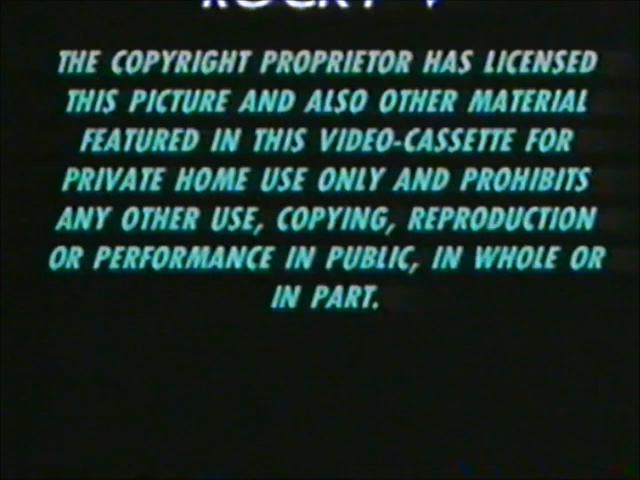 ROCKY V
THE COPYRIGHT PROPRIETOR HAS LICENSED
THIS PICTURE AND ALSO OTHER MATERIAL
FEATURED IN THIS VIDEO-CASSETTE FOR
PRIVATE HOME USE ONLY AND PROHIBITS
ANY OTHER USE, COPYING, REPRODUCTION
OR PERFORMANCE IN PUBLIC, IN WHOLE OR
IN PART.